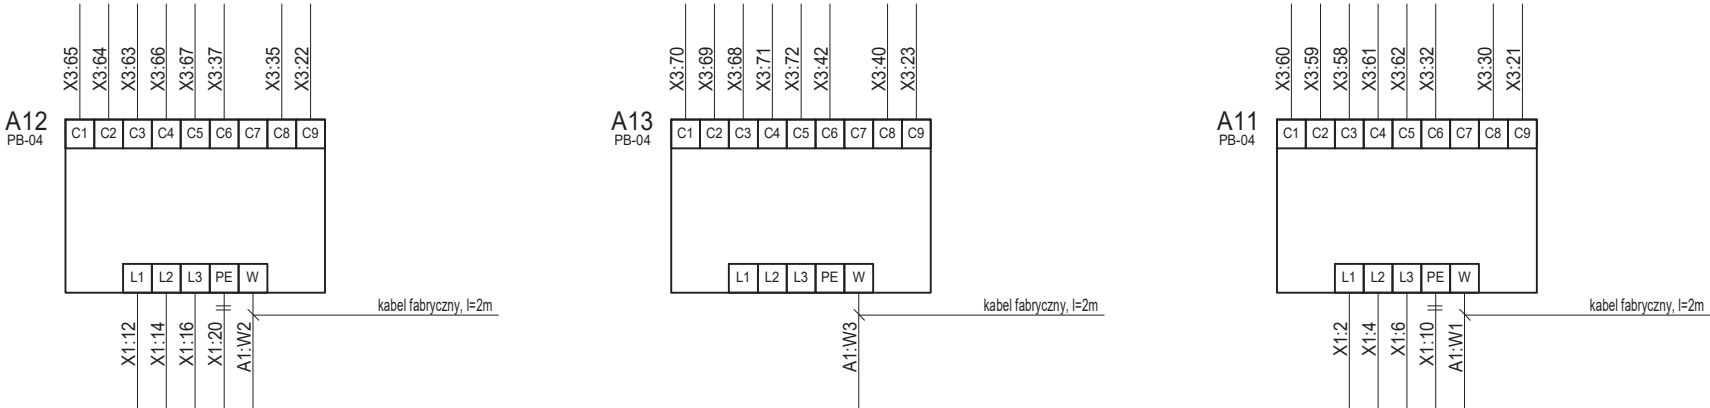 X3:65 X3:64 X3:63 X3:66 X3:67 X3:37 X3:35 X3:22
A12
PB-04
C1 C2 C3 C4 C5 C6 C7 C8 C9
L1 L2 L3 PE W
kabel fabryczny, l=2m
X1:12 X1:14 X1:16 X1:20 A1:W2
X3:70 X3:69 X3:68 X3:71 X3:72 X3:42 X3:40 X3:23
A13
PB-04
C1 C2 C3 C4 C5 C6 C7 C8 C9
L1 L2 L3 PE W
kabel fabryczny, l=2m
A1:W3
X3:60 X3:59 X3:58 X3:61 X3:62 X3:32 X3:30 X3:21
A11
PB-04
C1 C2 C3 C4 C5 C6 C7 C8 C9
L1 L2 L3 PE W
kabel fabryczny, l=2m
X1:2 X1:4 X1:6 X1:10 A1:W1